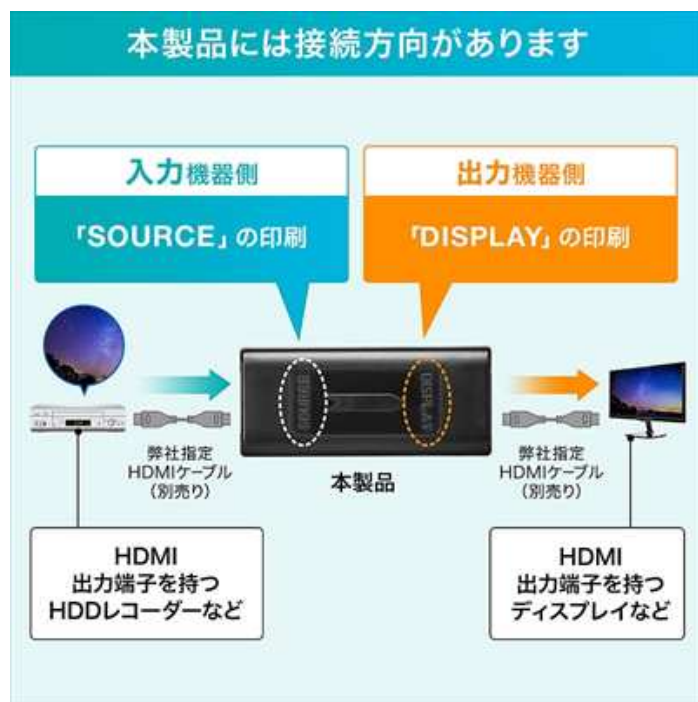 本製品には接続方向があります
入力機器側
「SOURCE」の印刷
出力機器側
「DISPLAY」の印刷
SOURCE
DISPLAY
弊社指定
HDMIケーブル
(別売り)
本製品
弊社指定
HDMIケーブル
(別売り)
HDMI
出力端子を持つ
HDDレコーダーなど
HDMI
出力端子を持つ
ディスプレイなど